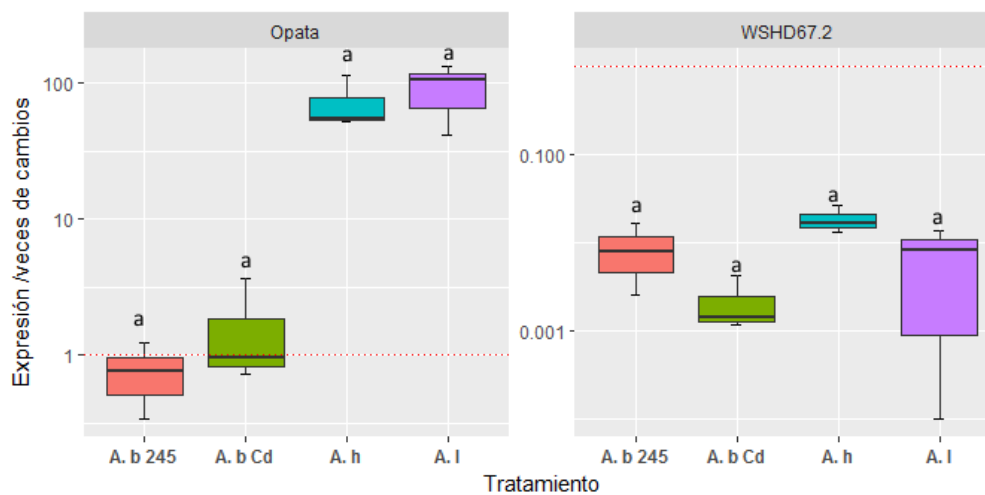 Opata
WSHD67.2
Expresión /veces de cambios
100
10
1
a
a
a
a
0.100
0.001
a
a
a
a
A. b 245
A. b Cd
A. h
A. l
A. b 245
A. b Cd
A. h
A. l
Tratamiento